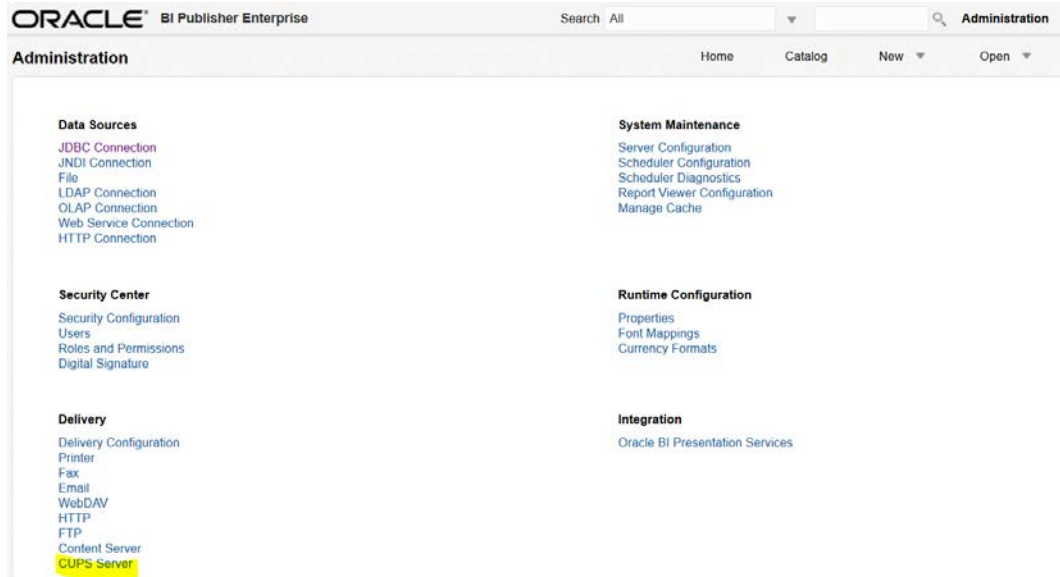 ORACLE® BI Publisher Enterprise Search All Administration
Administration Home Catalog New Open
Data Sources
JDBC Connection
JNDI Connection
File
LDAP Connection
OLAP Connection
Web Service Connection
HTTP Connection
System Maintenance
Server Configuration
Scheduler Configuration
Scheduler Diagnostics
Report Viewer Configuration
Manage Cache
Security Center
Security Configuration
Users
Roles and Permissions
Digital Signature
Runtime Configuration
Properties
Font Mappings
Currency Formats
Delivery
Delivery Configuration
Printer
Fax
Email
WebDAV
HTTP
FTP
Content Server
CUPS Server
Integration
Oracle BI Presentation Services